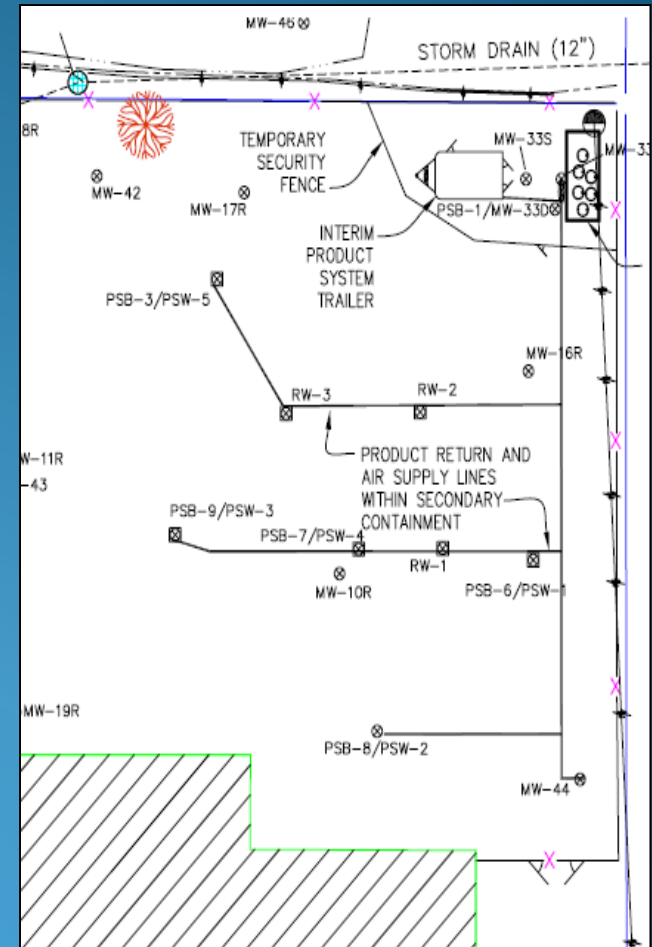 MW-46
STORM DRAIN (12")
8R
TEMPORARY
SECURITY
FENCE
MW-33S
MW-33
MW-42
MW-17R
PSB-1/MW-33D
INTERIM
PRODUCT
SYSTEM
TRAILER
PSB-3/PSW-5
MW-16R
RW-3
RW-2
PRODUCT RETURN AND
AIR SUPPLY LINES
WITHIN SECONDARY
CONTAINMENT
W-11R
-43
PSB-9/PSW-3
PSB-7/PSW-4
RW-1
MW-10R
PSB-6/PSW-1
MW-19R
PSB-8/PSW-2
MW-44